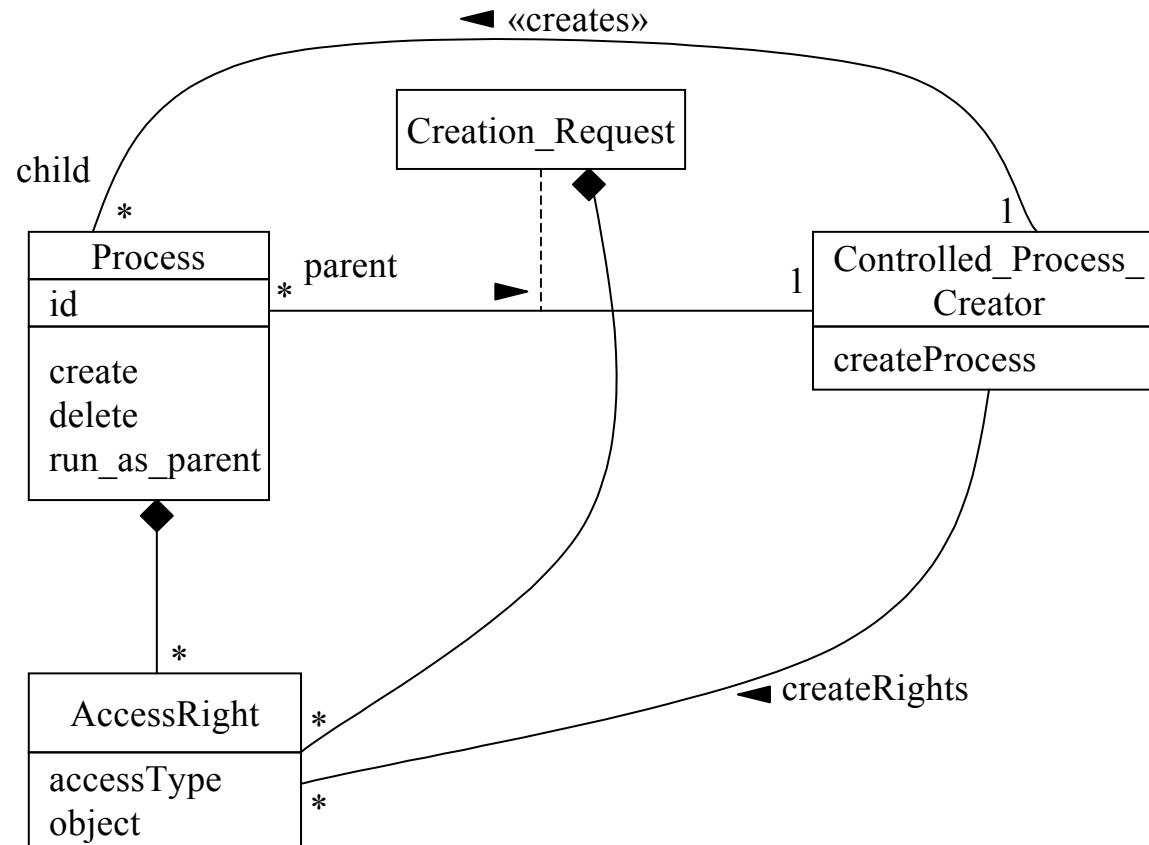 «creates»
Creation_Request
child
*
1
Process
parent
Controlled_Process_
Creator
*
1
id
createProcess
create
delete
run_as_parent
*
createRights
AccessRight
*
accessType
*
object